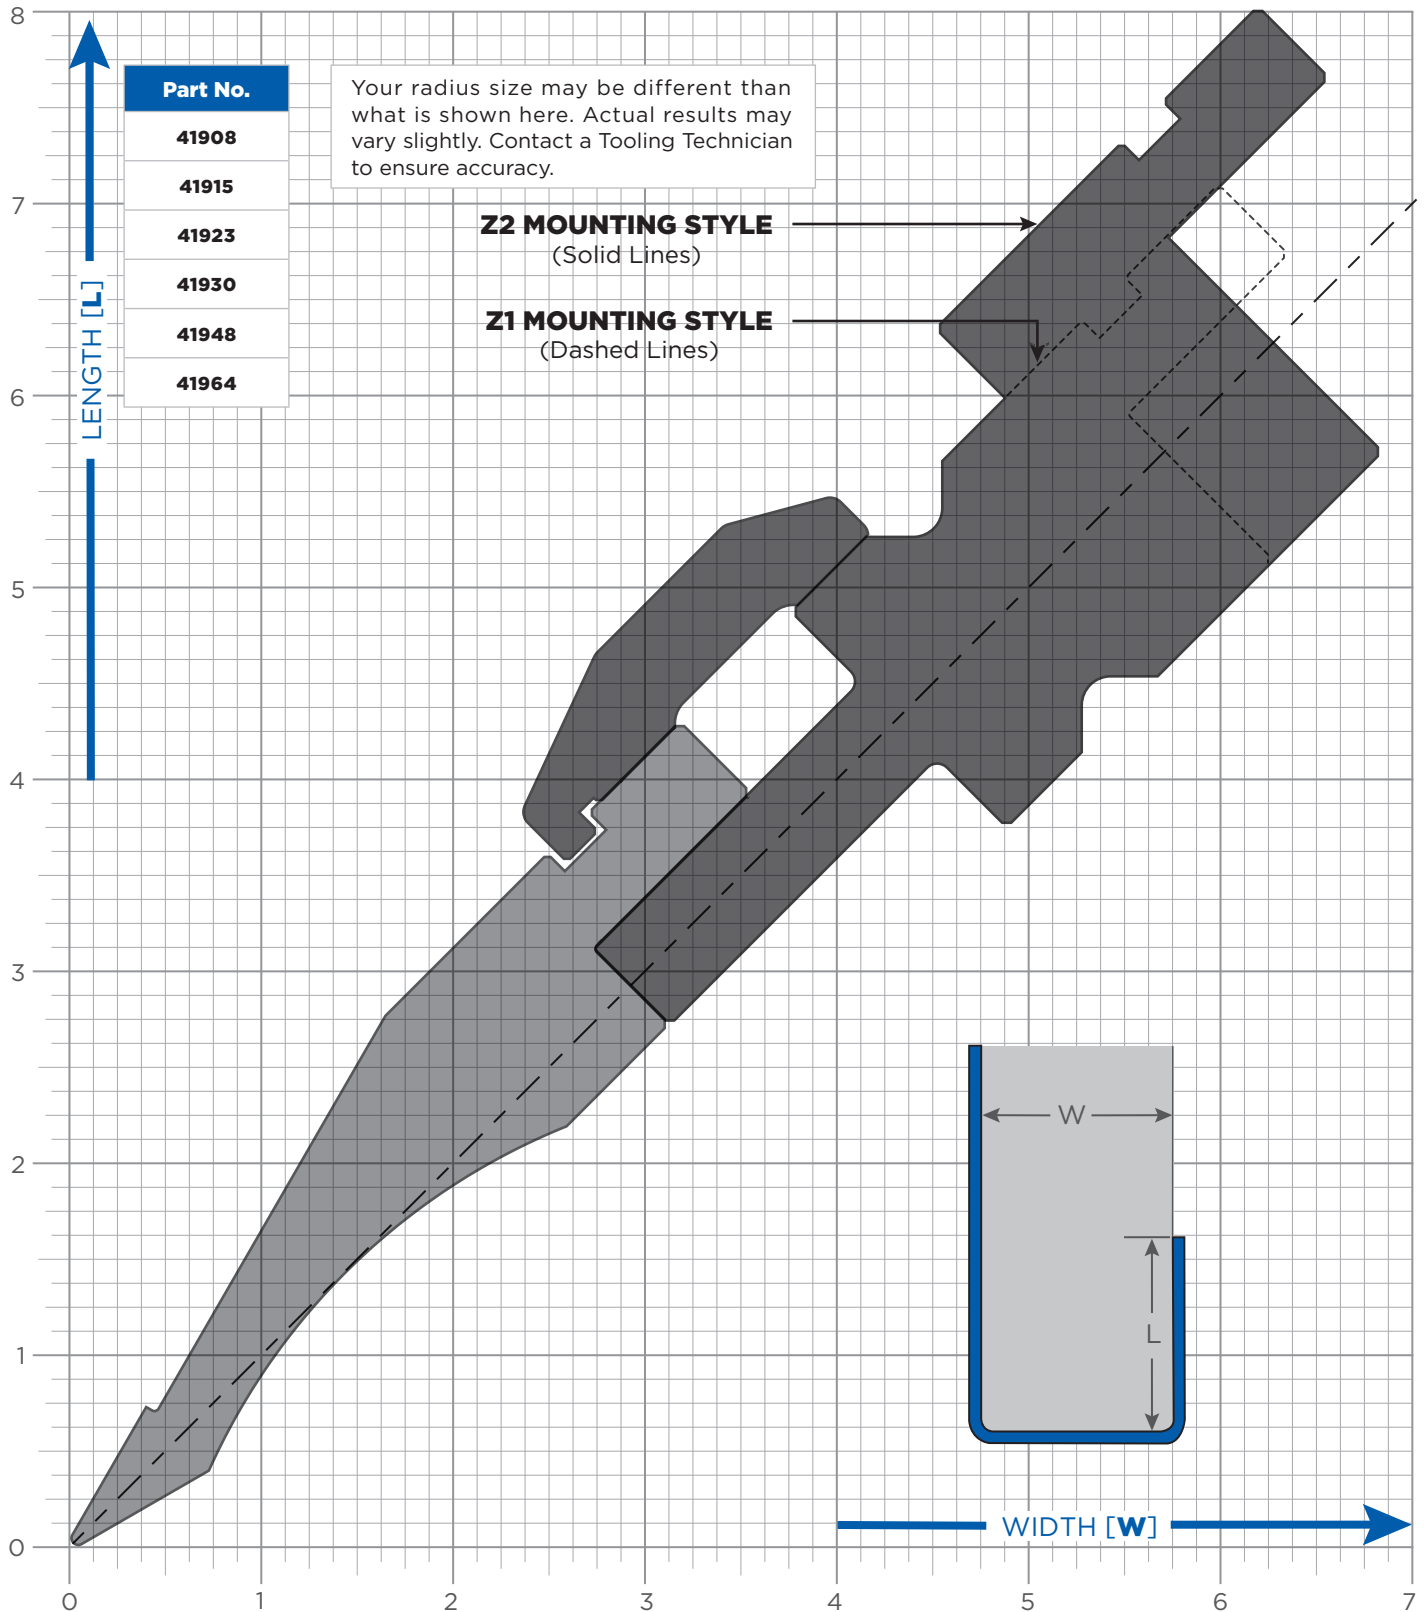 8
7
6
5
4
3
2
1
0
LENGTH [L]
Part No.
41908
41915
41923
41930
41948
41964
Your radius size may be different than
what is shown here. Actual results may
vary slightly. Contact a Tooling Technician
to ensure accuracy.
Z2 MOUNTING STYLE
(Solid Lines)
Z1 MOUNTING STYLE
(Dashed Lines)
W
L
WIDTH [W]
0 1 2 3 4 5 6 7